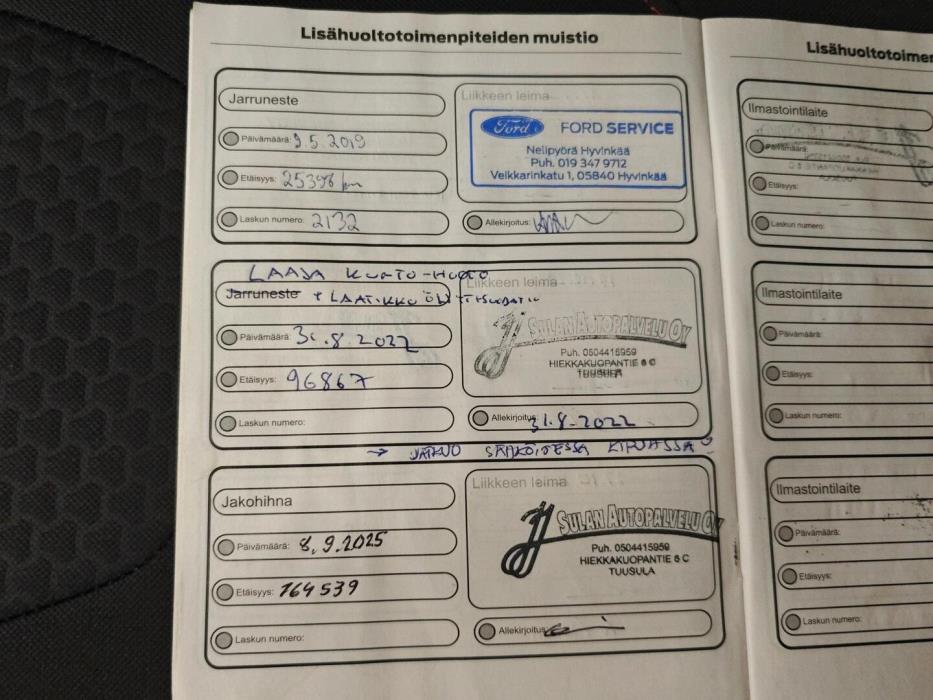 Lisähuoltotoimenpiteiden muistio
Jarruneste
Liikkeen leima
Ford FORD SERVICE
Nelipyörä Hyvinkää
Puh. 019 347 9712
Veikkarinkatu 1, 05840 Hyvinkää
Päivämäärä: 9.5.2019
Etäisyys: 25396 km
Laskun numero: 2132
Allekirjoitus:
LAAJA KUNTO-HUOLTO
Jarruneste + LAATIKKO ÖLJYT
Liikkeen leima
Päivämäärä: 31.8.2022
Etäisyys: 96867
Laskun numero:
J SULAN AUTOPALVELU OY
Puh. 0504415959
HIEKKAKUOPANTIE 6 C
TUUSULA
Allekirjoitus: 31.8.2022
→ JATKUU SÄHKÖISESSÄ KIRJASSA
Jakohihna
Liikkeen leima
Päivämäärä: 8.9.2025
Etäisyys: 164539
Laskun numero:
J SULAN AUTOPALVELU OY
Puh. 0504415959
HIEKKAKUOPANTIE 6 C
TUUSULA
Allekirjoitus:
Lisähuoltotoimen
Ilmastointilaite
Päivämäärä:
Etäisyys:
Laskun numero:
Ilmastointilaite
Päivämäärä:
Etäisyys:
Laskun numero:
Ilmastointilaite
Päivämäärä:
Etäisyys:
Laskun numero: